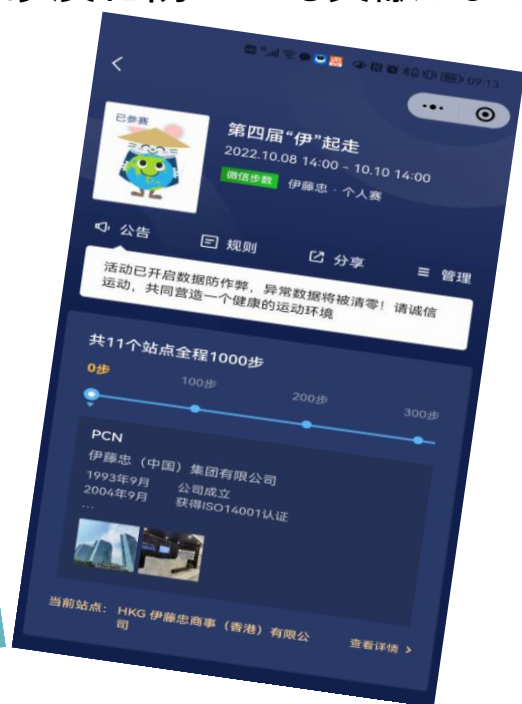 09:13
已参赛
第四届“伊”起走
2022.10.08 14:00 – 10.10 14:00
微信步数 伊藤忠 · 个人赛
公告 规则 分享 管理
活动已开启数据防作弊，异常数据将被清零！请诚信
运动，共同营造一个健康的运动环境
共11个站点全程1000步
0步 100步 200步 300步
PCN
伊藤忠（中国）集团有限公司
1993年9月 公司成立
2004年9月 获得ISO14001认证
...
当前站点： HKG 伊藤忠商事（香港）有限公
司
查看详情 >